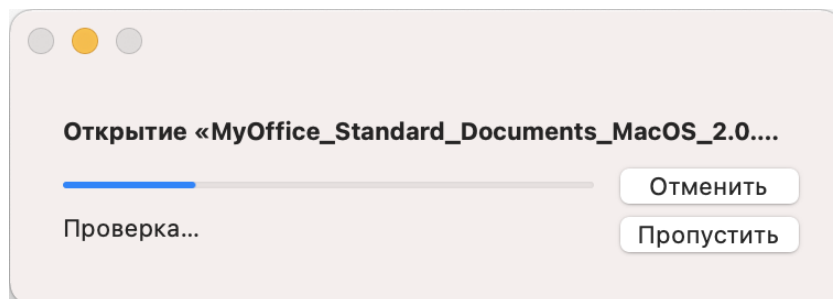 Открытие «MyOffice_Standard_Documents_MacOS_2.0....
Отменить
Проверка...
Пропустить